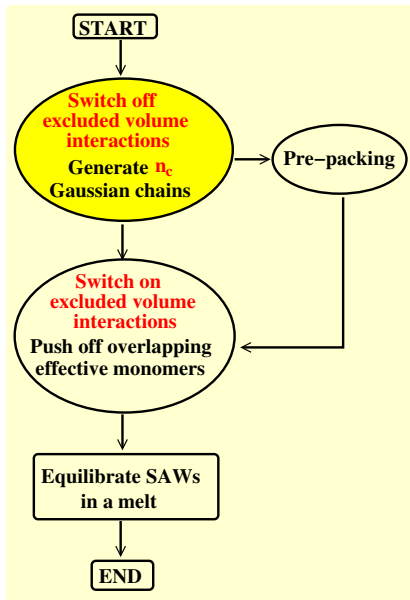 START
Switch off
excluded volume
interactions
Generate n_c
Gaussian chains
Pre−packing
Switch on
excluded volume
interactions
Push off overlapping
effective monomers
Equilibrate SAWs
in a melt
END